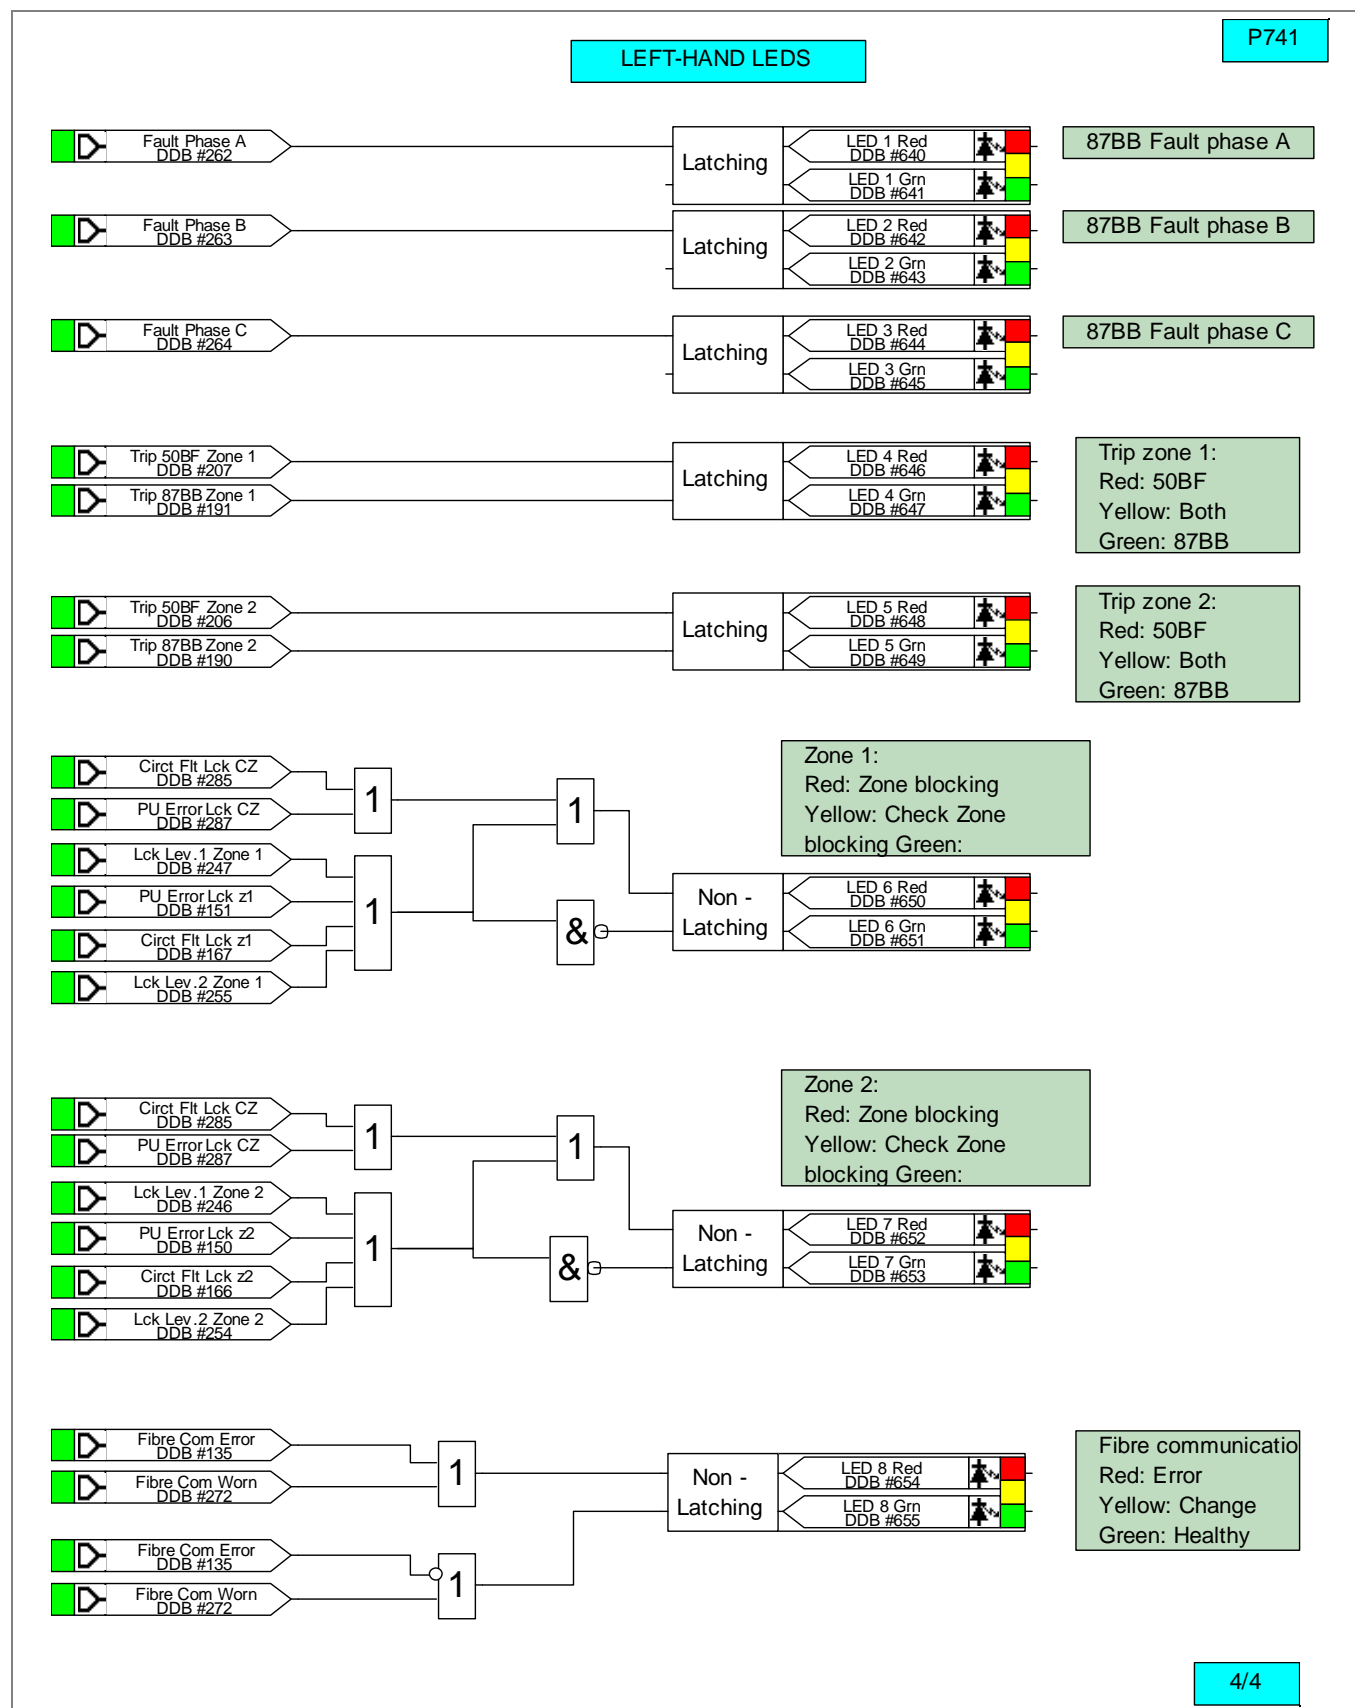 P741
LEFT-HAND LEDS
Fault Phase A
DDB #262
Latching
LED 1 Red
DDB #640
LED 1 Grn
DDB #641
87BB Fault phase A
Fault Phase B
DDB #263
Latching
LED 2 Red
DDB #642
LED 2 Grn
DDB #643
87BB Fault phase B
Fault Phase C
DDB #264
Latching
LED 3 Red
DDB #644
LED 3 Grn
DDB #645
87BB Fault phase C
Trip 50BF Zone 1
DDB #207
Trip 87BB Zone 1
DDB #191
Latching
LED 4 Red
DDB #646
LED 4 Grn
DDB #647
Trip zone 1:
Red: 50BF
Yellow: Both
Green: 87BB
Trip 50BF Zone 2
DDB #206
Trip 87BB Zone 2
DDB #190
Latching
LED 5 Red
DDB #648
LED 5 Grn
DDB #649
Trip zone 2:
Red: 50BF
Yellow: Both
Green: 87BB
Circt Flt Lck CZ
DDB #285
PU Error Lck CZ
DDB #287
Lck Lev.1 Zone 1
DDB #247
PU Error Lck z1
DDB #151
Circt Flt Lck z1
DDB #167
Lck Lev.2 Zone 1
DDB #255
1
1
1
&
Zone 1:
Red: Zone blocking
Yellow: Check Zone
blocking Green:
Non -
Latching
LED 6 Red
DDB #650
LED 6 Grn
DDB #651
Circt Flt Lck CZ
DDB #285
PU Error Lck CZ
DDB #287
Lck Lev.1 Zone 2
DDB #246
PU Error Lck z2
DDB #150
Circt Flt Lck z2
DDB #166
Lck Lev.2 Zone 2
DDB #254
1
1
1
&
Zone 2:
Red: Zone blocking
Yellow: Check Zone
blocking Green:
Non -
Latching
LED 7 Red
DDB #652
LED 7 Grn
DDB #653
Fibre Com Error
DDB #135
Fibre Com Worn
DDB #272
Fibre Com Error
DDB #135
Fibre Com Worn
DDB #272
1
1
Non -
Latching
LED 8 Red
DDB #654
LED 8 Grn
DDB #655
Fibre communicatio
Red: Error
Yellow: Change
Green: Healthy
4/4